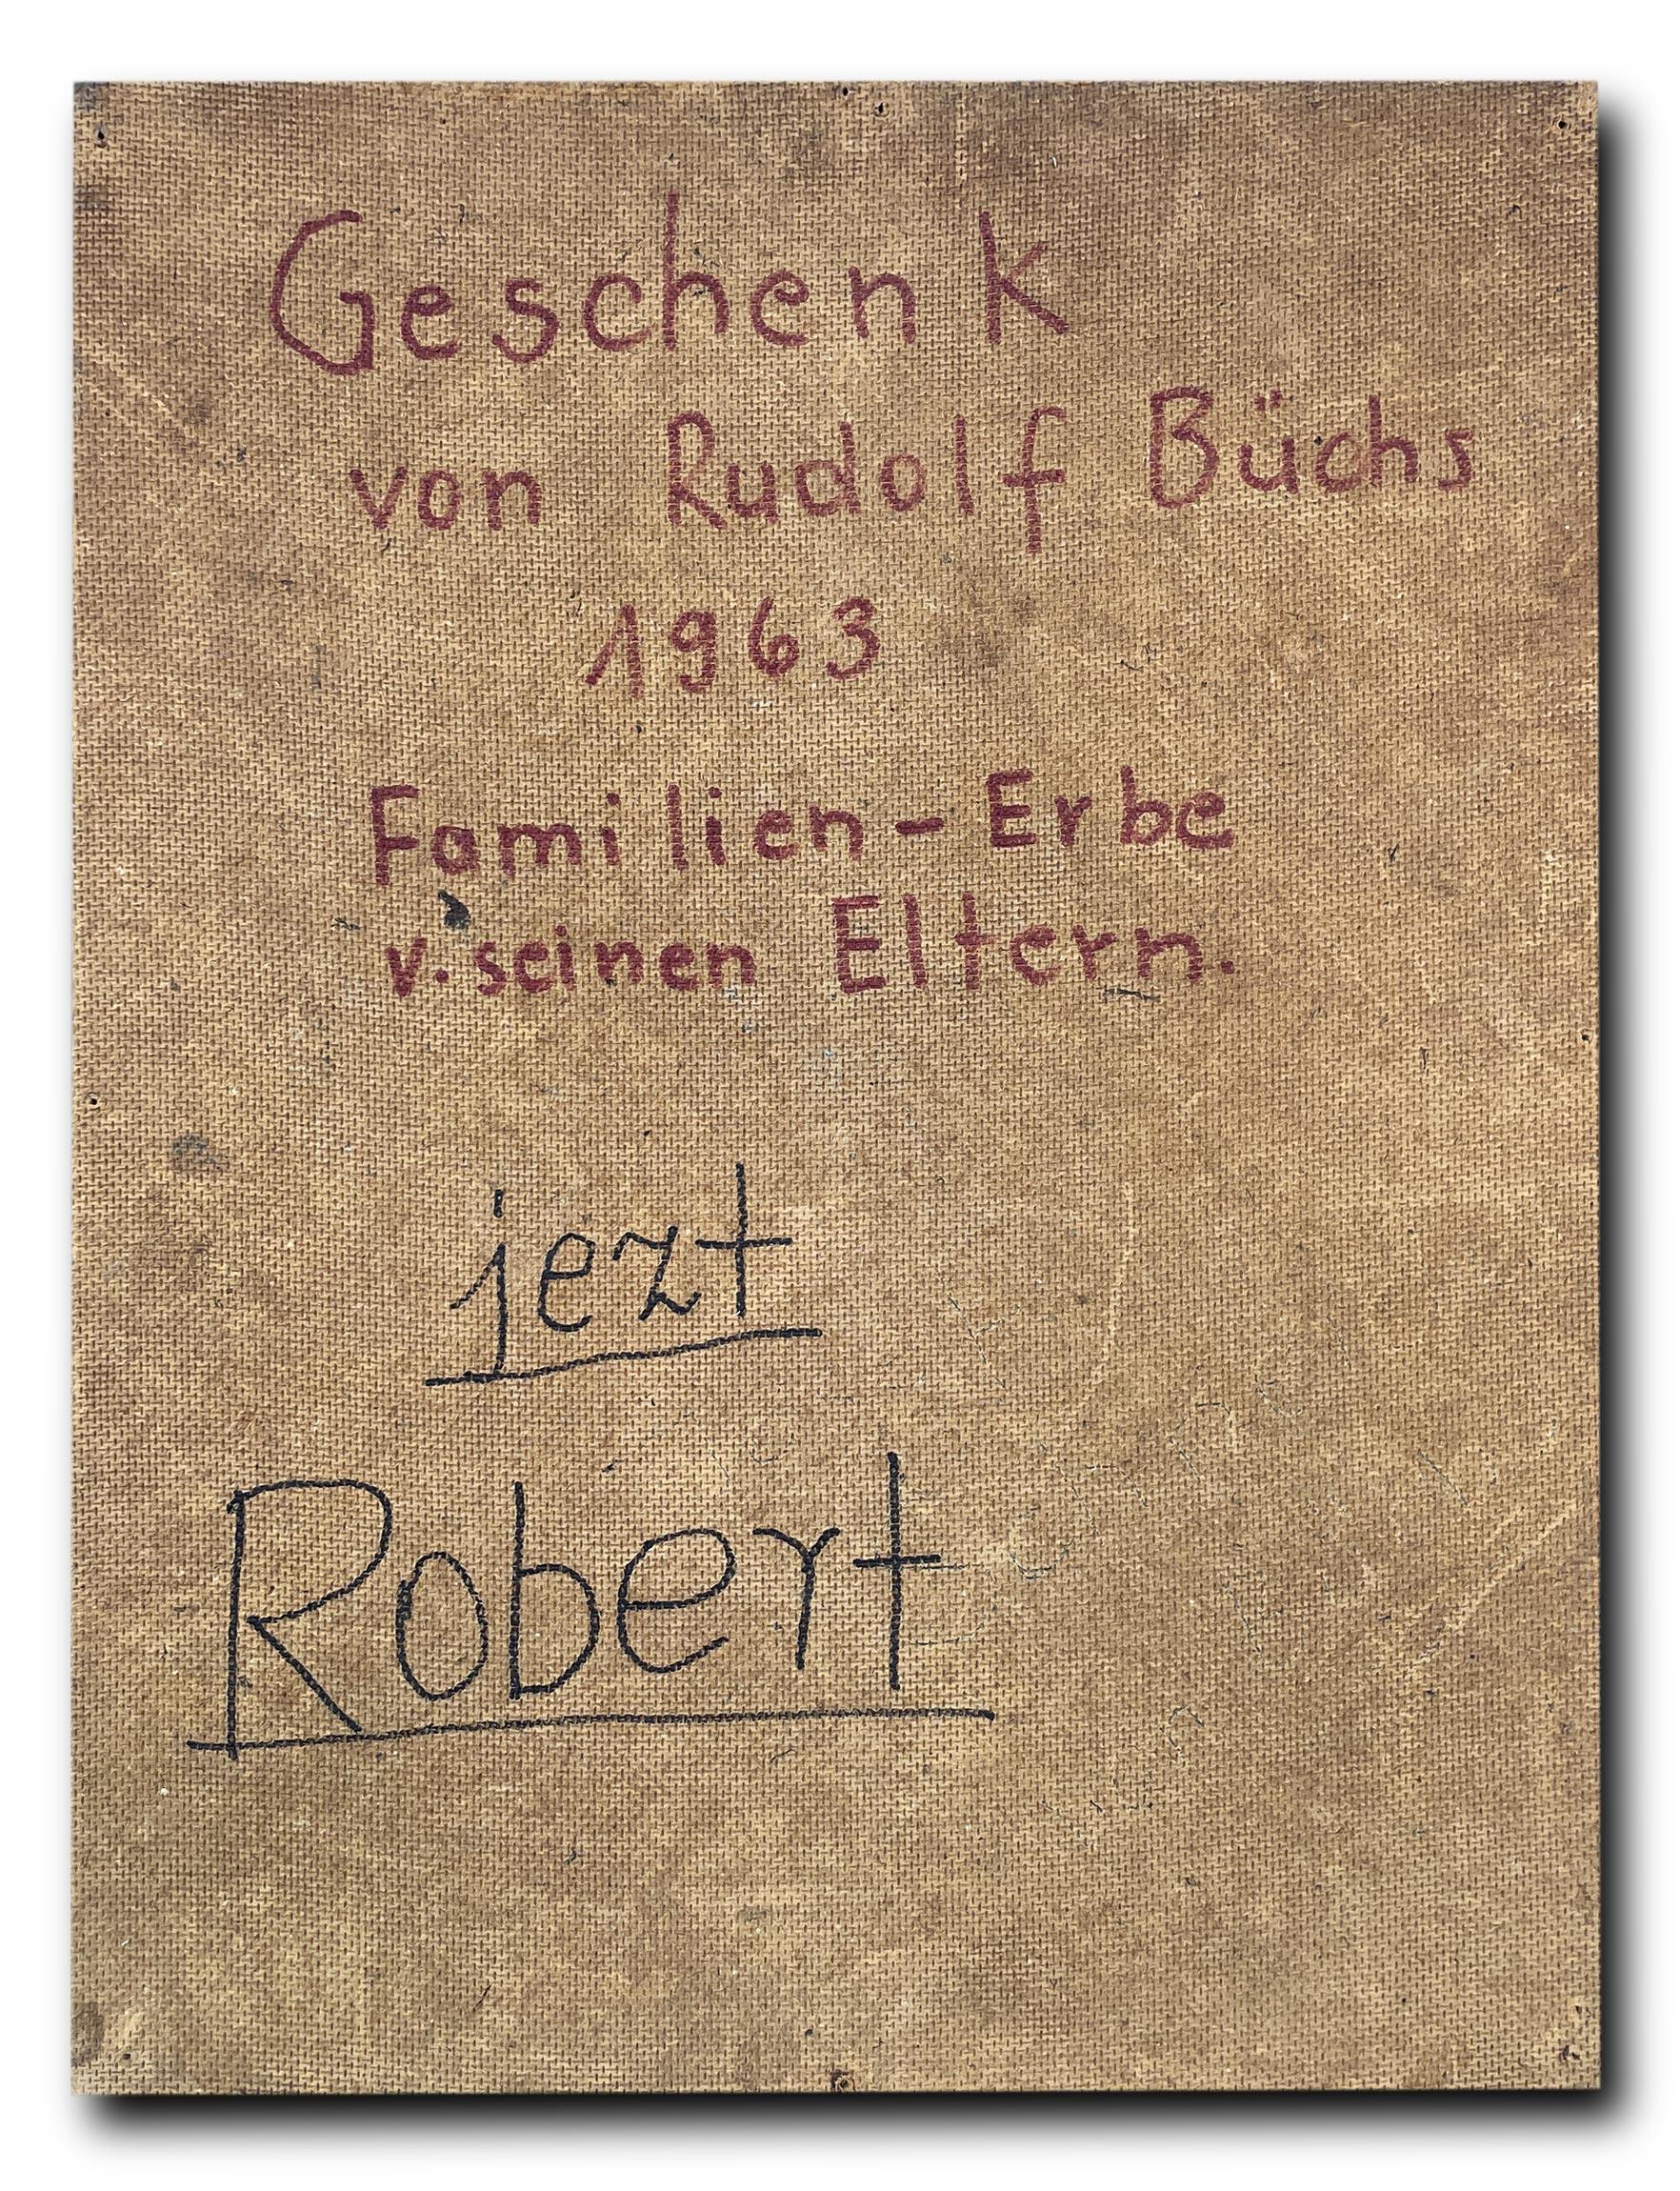 Geschenk
von Rudolf Büchs
1963
Familien-Erbe
v. seinen Eltern.
jezt
Robert